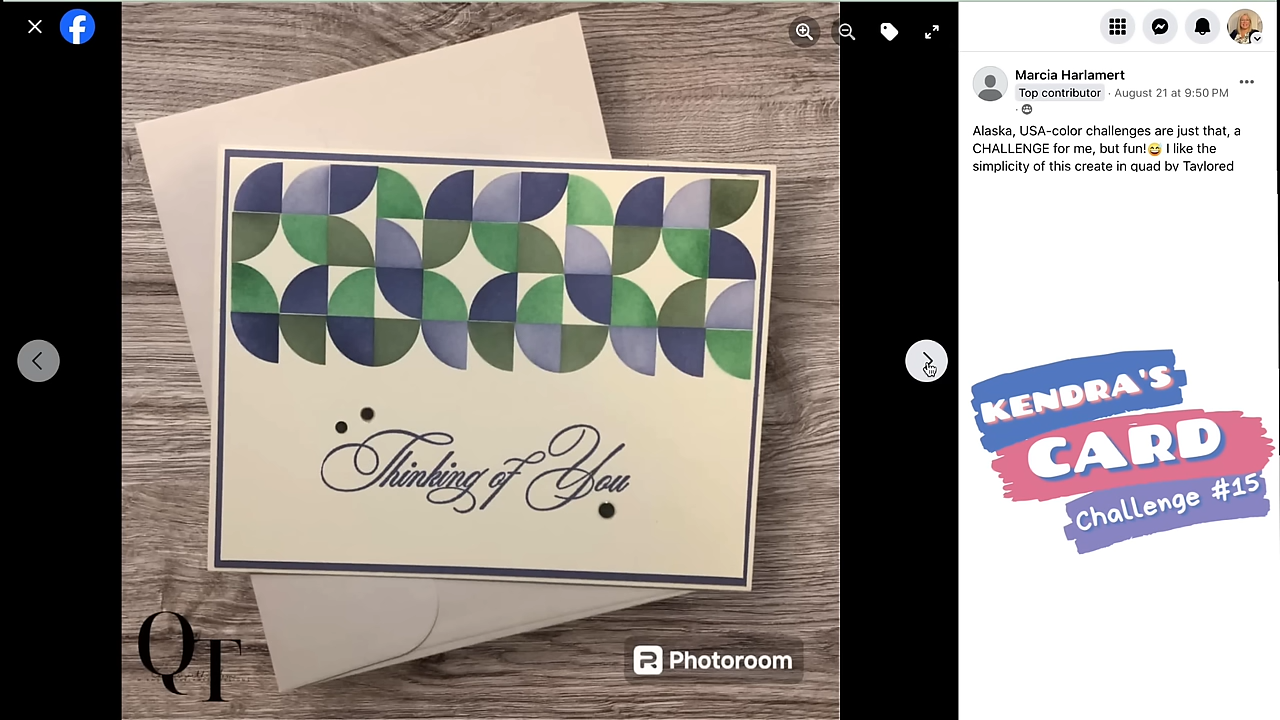 Marcia Harlamert
Top contributor · August 21 at 9:50 PM
Alaska, USA-color challenges are just that, a
CHALLENGE for me, but fun!😄 I like the
simplicity of this create in quad by Taylored
KENDRA'S
CARD
Challenge #15
Thinking of You
QT
Photoroom